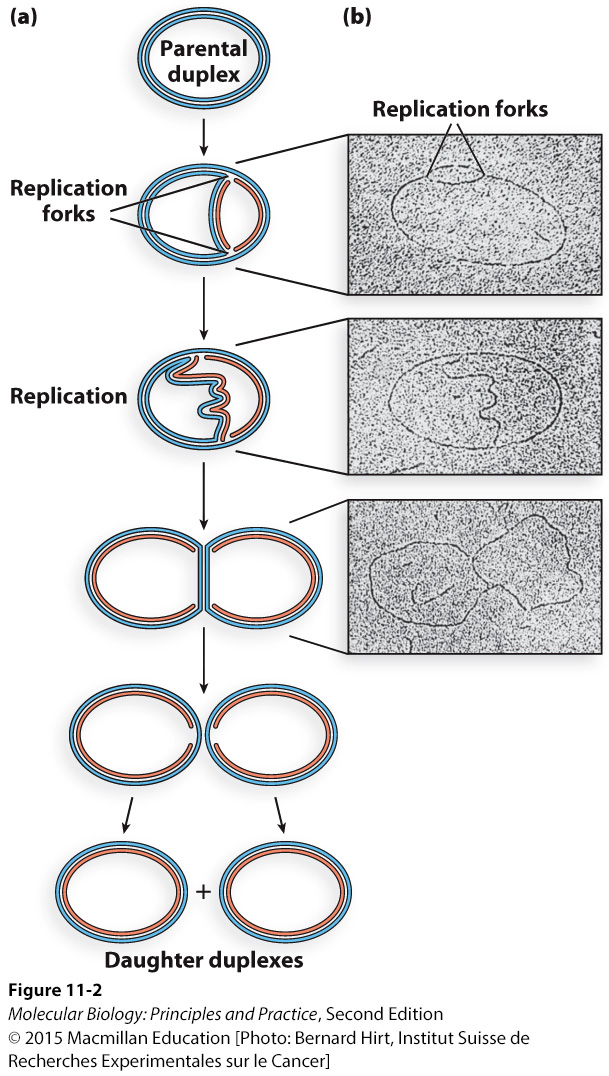 (a)
(b)
Parental
duplex
Replication forks
Replication
forks
Replication
+
Daughter duplexes
Figure 11-2
Molecular Biology: Principles and Practice, Second Edition
© 2015 Macmillan Education [Photo: Bernard Hirt, Institut Suisse de
Recherches Experimentales sur le Cancer]